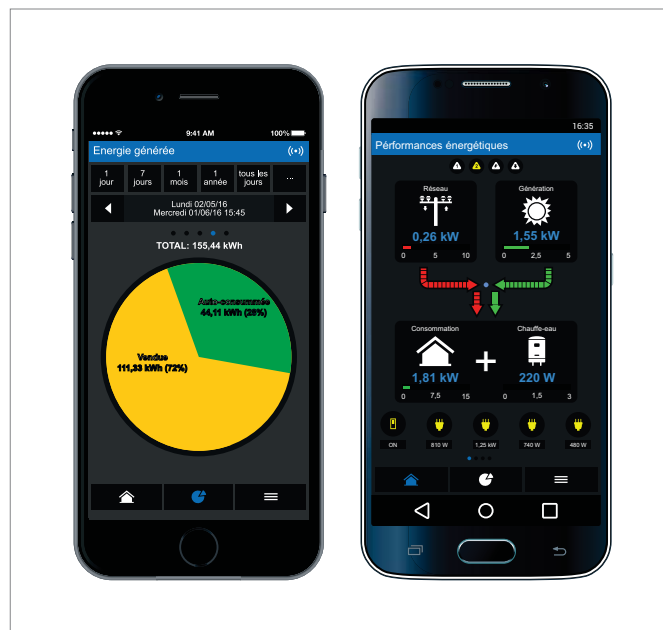 9:41 AM
100%
Energie générée
1 jour
7 jours
1 mois
1 année
tous les jours
...
Lundi 02/05/16
Mercredi 01/06/16 15:45
TOTAL: 155,44 kWh
Auto-consummée
44,11 kWh (28%)
Vendue
111,33 kWh (72%)
16:35
Pérformances énergétiques
1
2
Réseau
0,26 kW
0 5 10
Génération
1,55 kW
0 2,5 5
Consommation
1,81 kW
0 7,5 15
+
Chauffe-eau
220 W
0 1,5 3
ON
810 W
1,25 kW
740 W
480 W